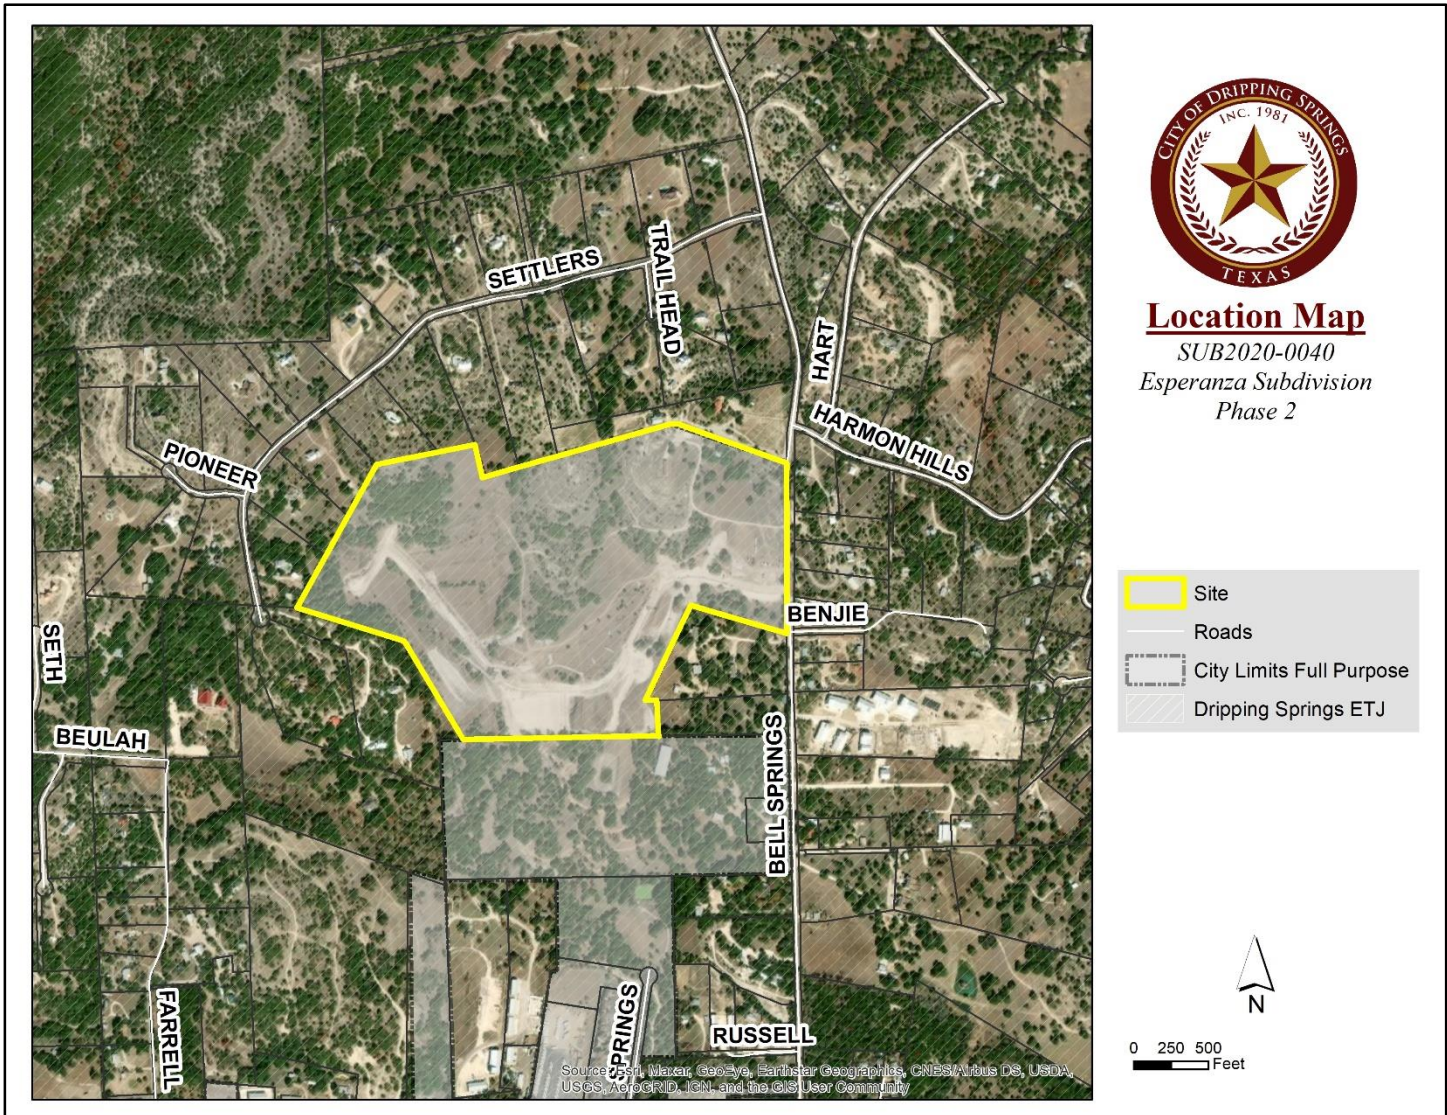 CITY OF DRIPPING SPRINGS
INC. 1981
TEXAS
Location Map
SUB2020-0040
Esperanza Subdivision
Phase 2
SETTLERS
TRAIL HEAD
HART
HARMON HILLS
PIONEER
BENJIE
SETH
BEULAH
BELL SPRINGS
FARRELL
SPRINGS
RUSSELL
Source: Esri, Maxar, GeoEye, Earthstar Geographics, CNES/Airbus DS, USDA,
USGS, AeroGRID, IGN, and the GIS User Community
Site
Roads
City Limits Full Purpose
Dripping Springs ETJ
N
0 250 500
Feet